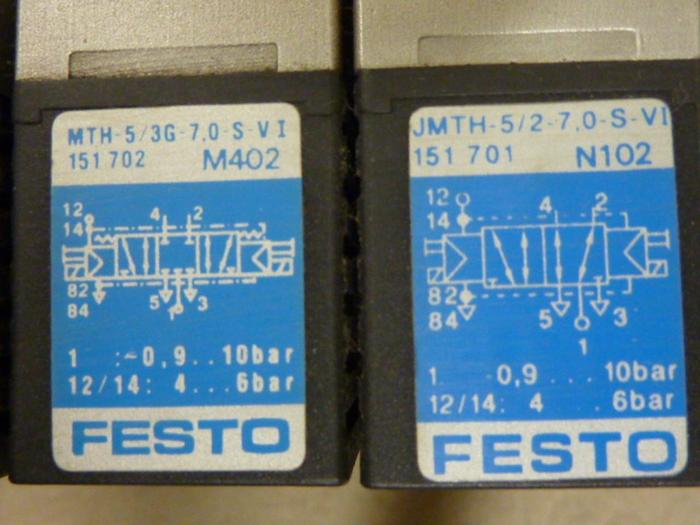 MTH-5/3G-7,0-S-VI
151 702 M402
12
14
4 2
82
84
5 3
1
1 :-0,9..10bar
12/14: 4...6bar
FESTO
JMTH-5/2-7,0-S-VI
151 701 N102
12
14
4 2
82
84
5 3
1
1 -0,9...10bar
12/14: 4 .6bar
FESTO